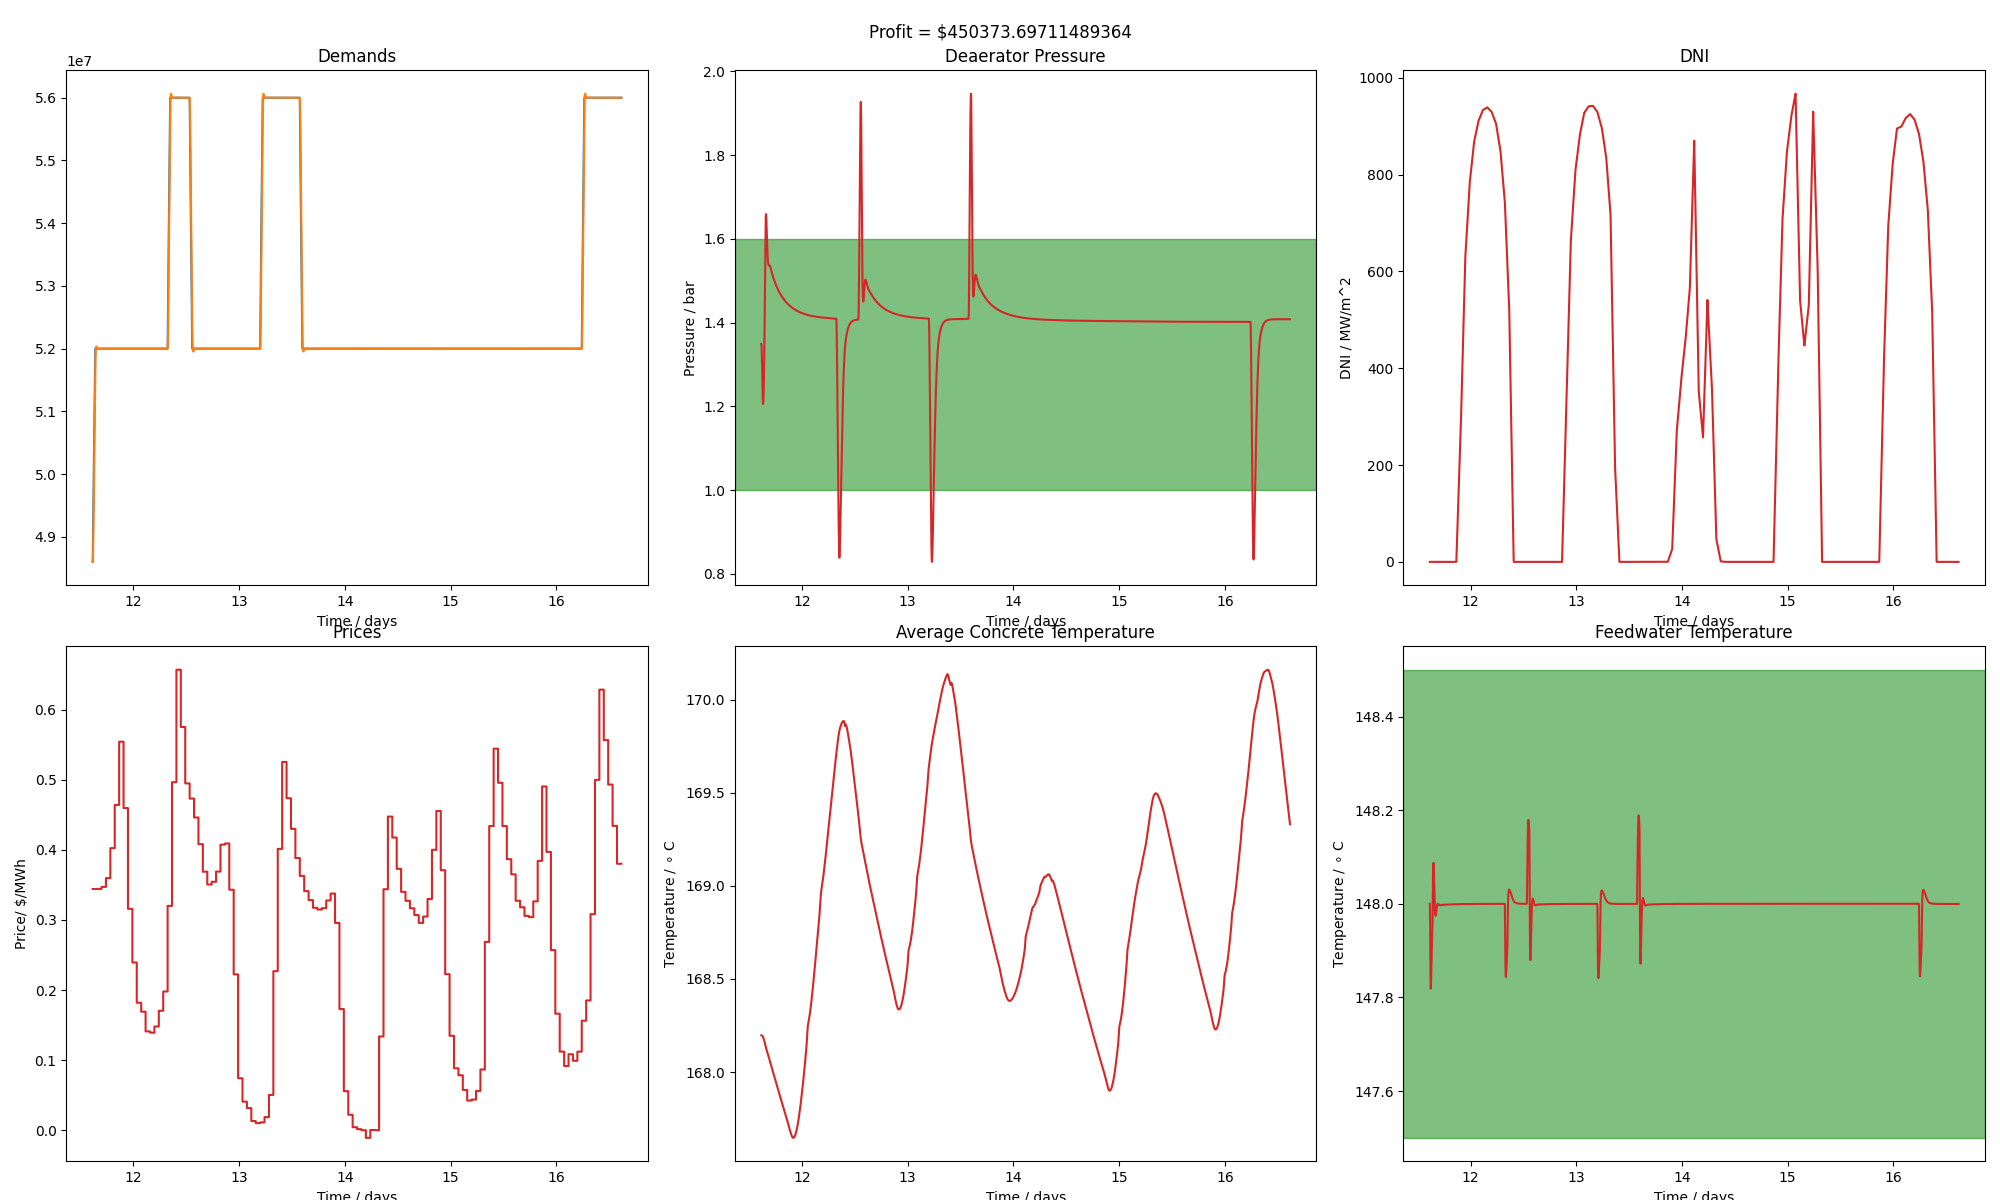 Profit = $450373.69711489364
Demands
1e7
5.6
5.5
5.4
5.3
5.2
5.1
5.0
4.9
12 13 14 15 16
Time / days
Deaerator Pressure
Pressure / bar
2.0
1.8
1.6
1.4
1.2
1.0
0.8
12 13 14 15 16
Time / days
DNI
DNI / MW/m^2
1000
800
600
400
200
0
12 13 14 15 16
Time / days
Prices
Price/ $/MWh
0.6
0.5
0.4
0.3
0.2
0.1
0.0
12 13 14 15 16
Time / days
Average Concrete Temperature
Temperature / ∘ C
170.0
169.5
169.0
168.5
168.0
12 13 14 15 16
Time / days
Feedwater Temperature
Temperature / ∘ C
148.4
148.2
148.0
147.8
147.6
12 13 14 15 16
Time / days